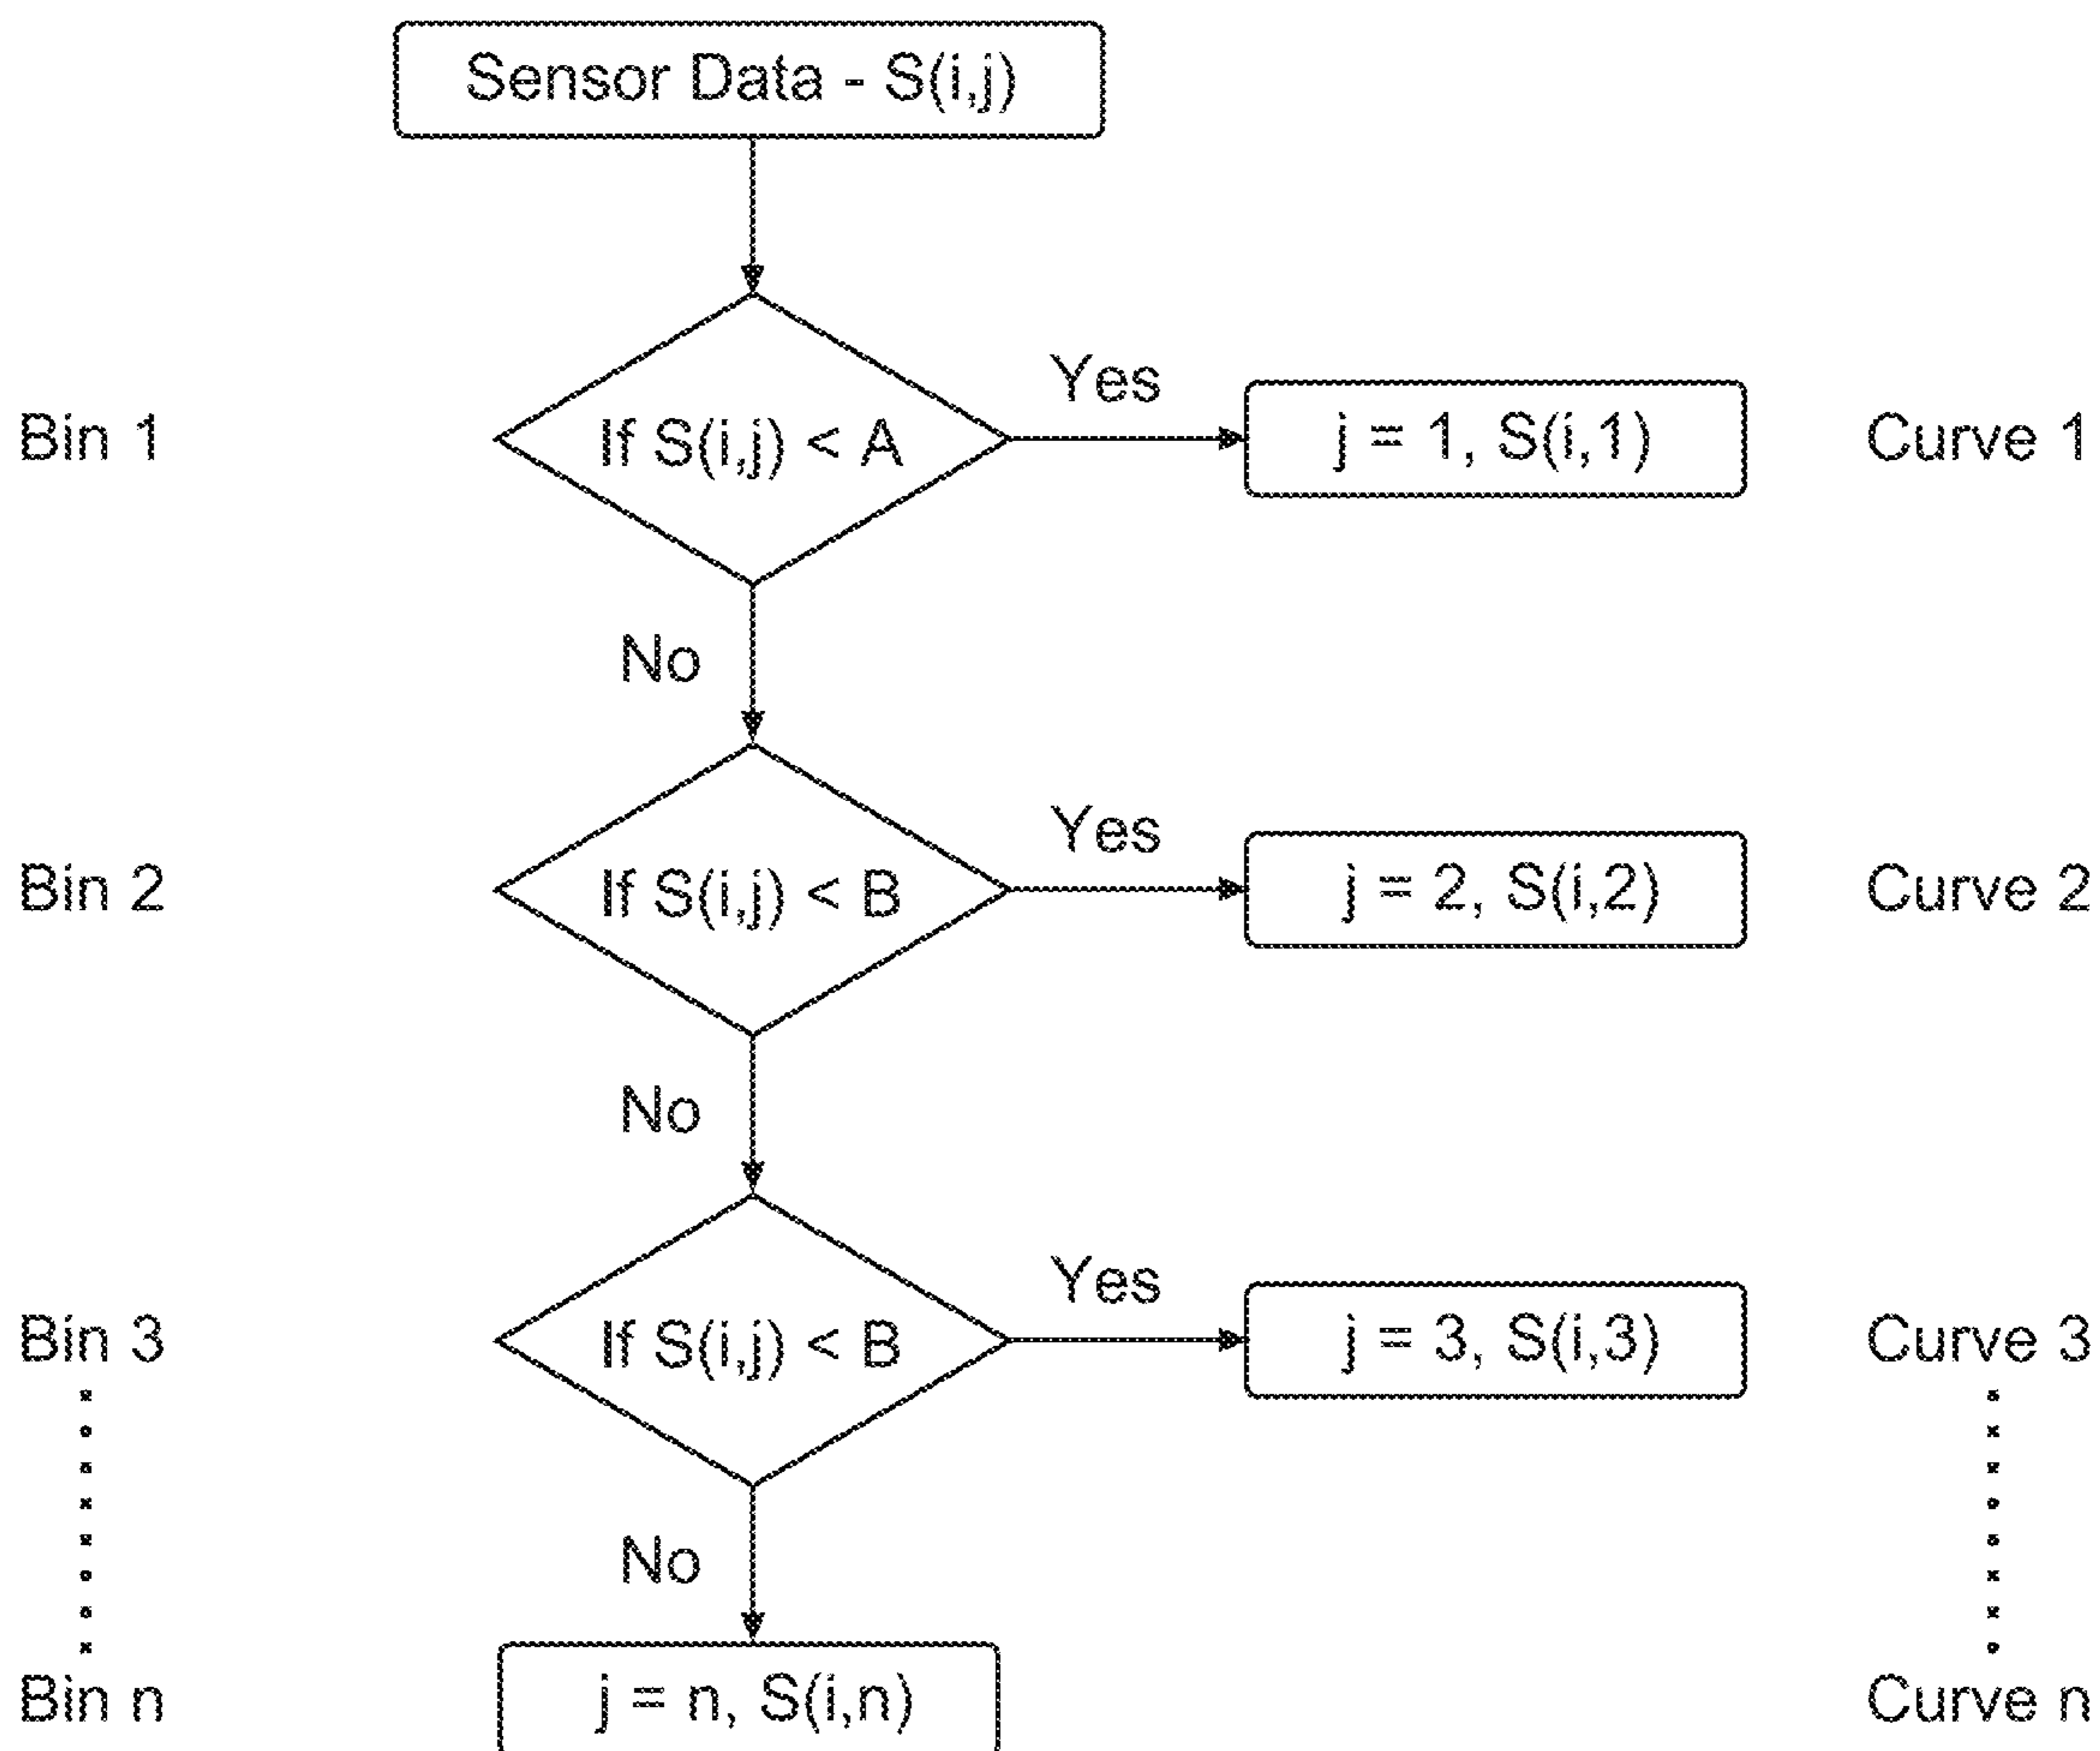 Sensor Data - S(i,j)
Yes
Bin 1
If S(i,j) < A
j = 1, S(i,1)
Curve 1
No
Yes
Bin 2
If S(i,j) < B
j = 2, S(i,2)
Curve 2
No
Yes
Bin 3
If S(i,j) < B
j = 3, S(i,3)
Curve 3
No
Bin n
j = n, S(i,n)
Curve n